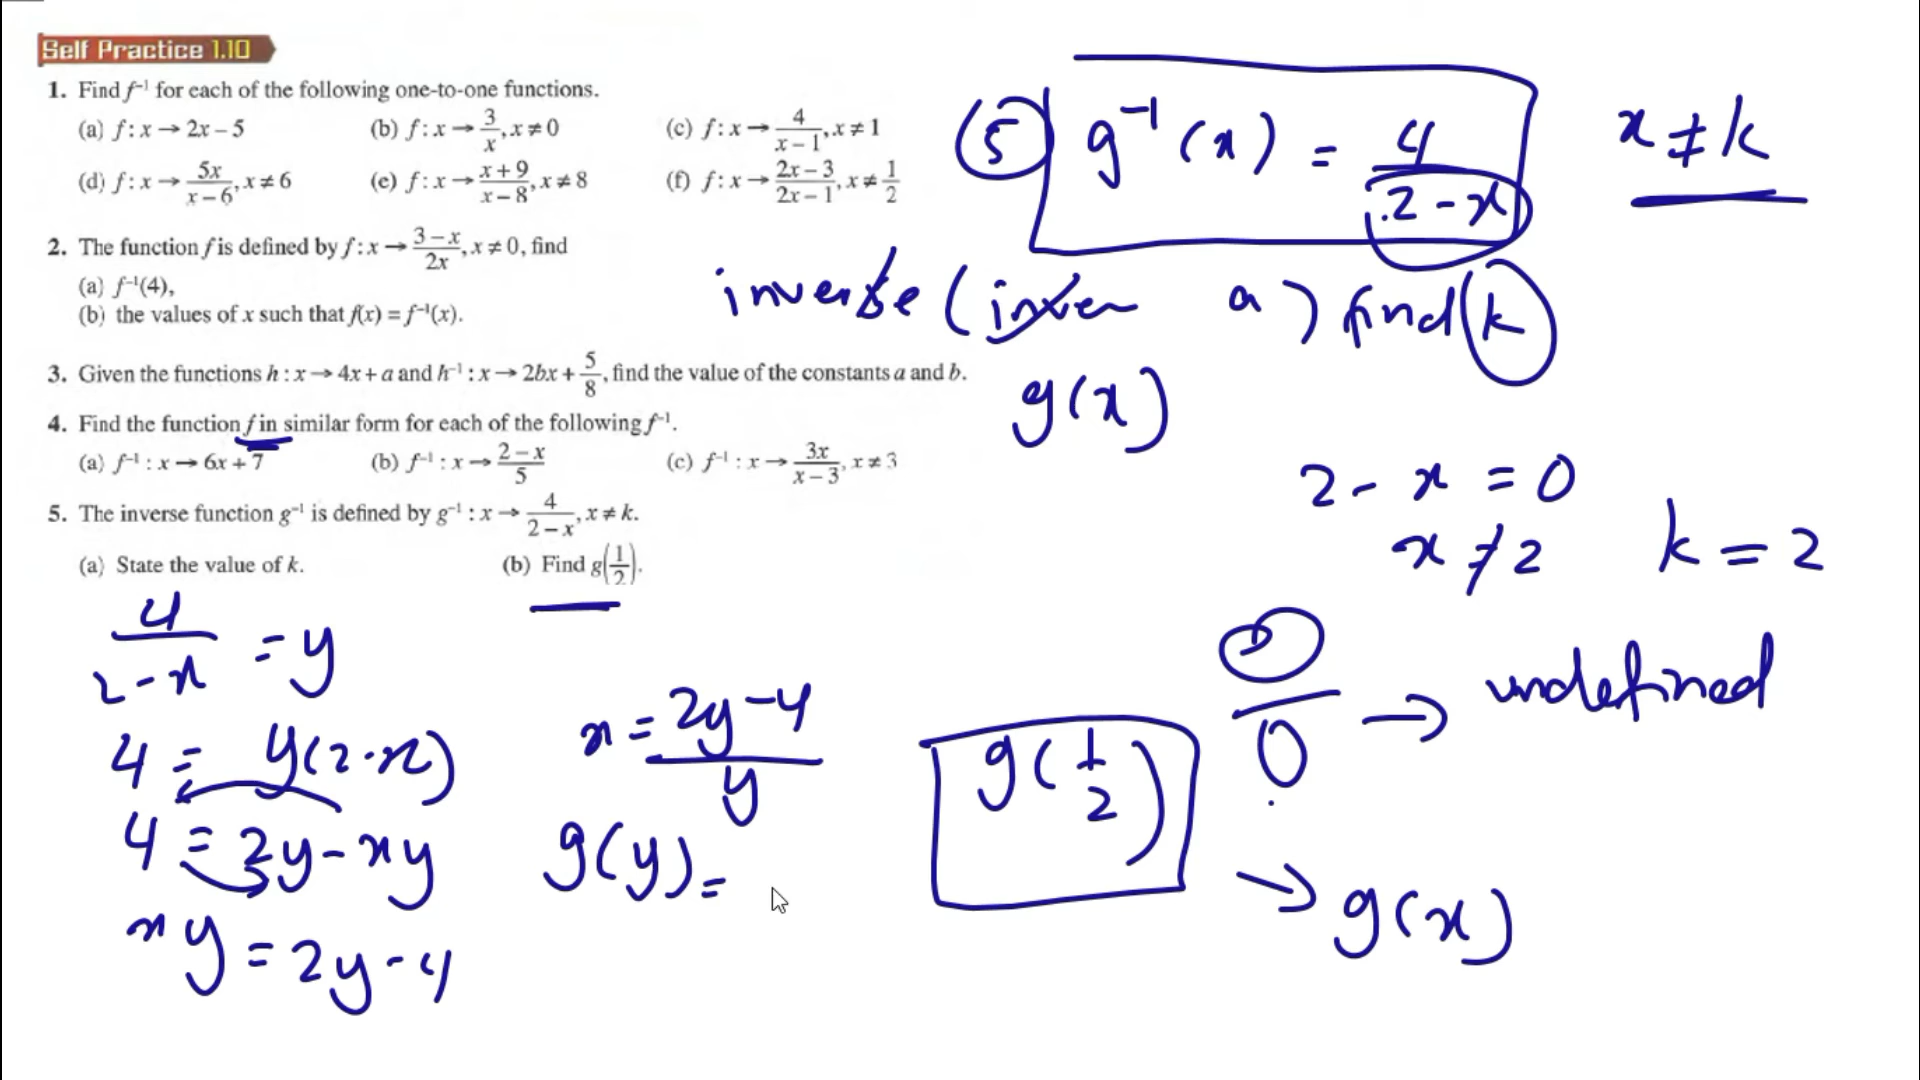 Self Practice 1.10
1. Find f⁻¹ for each of the following one-to-one functions.
(a) f : x → 2x – 5 (b) f : x → 3/x, x ≠ 0 (c) f : x → 4/(x – 1), x ≠ 1
(d) f : x → 5x/(x – 6), x ≠ 6 (e) f : x → (x + 9)/(x – 8), x ≠ 8 (f) f : x → (2x – 3)/(2x – 1), x ≠ 1/2
2. The function f is defined by f : x → (3 – x)/2x, x ≠ 0, find
(a) f⁻¹(4),
(b) the values of x such that f(x) = f⁻¹(x).
3. Given the functions h : x → 4x + a and h⁻¹ : x → 2bx + 5/8, find the value of the constants a and b.
4. Find the function f in similar form for each of the following f⁻¹.
(a) f⁻¹ : x → 6x + 7 (b) f⁻¹ : x → (2 – x)/5 (c) f⁻¹ : x → 3x/(x – 3), x ≠ 3
5. The inverse function g⁻¹ is defined by g⁻¹ : x → 4/(2 – x), x ≠ k.
(a) State the value of k. (b) Find g(1/2).
(5) g⁻¹(x) = 4/(2 - x) x ≠ k
inverse (inver a) find k
g(x)
2 - x = 0
x ≠ 2 k = 2
4/(2 - x) = y
4 = y(2 - x)
4 = 2y - xy
xy = 2y - 4
x = (2y - 4)/y
g(y) =
g(1/2)
/0 → undefined
→ g(x)